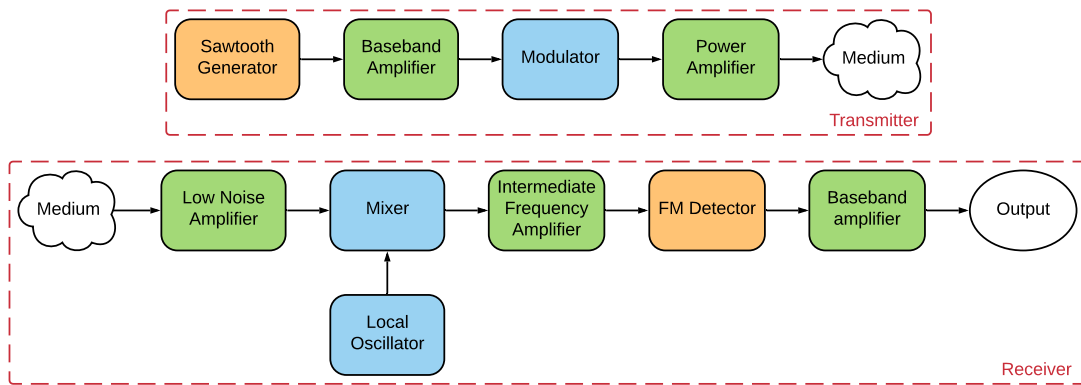 Sawtooth
Generator
Baseband
Amplifier
Modulator
Power
Amplifier
Medium
Transmitter
Medium
Low Noise
Amplifier
Mixer
Intermediate
Frequency
Amplifier
FM Detector
Baseband
amplifier
Output
Local
Oscillator
Receiver